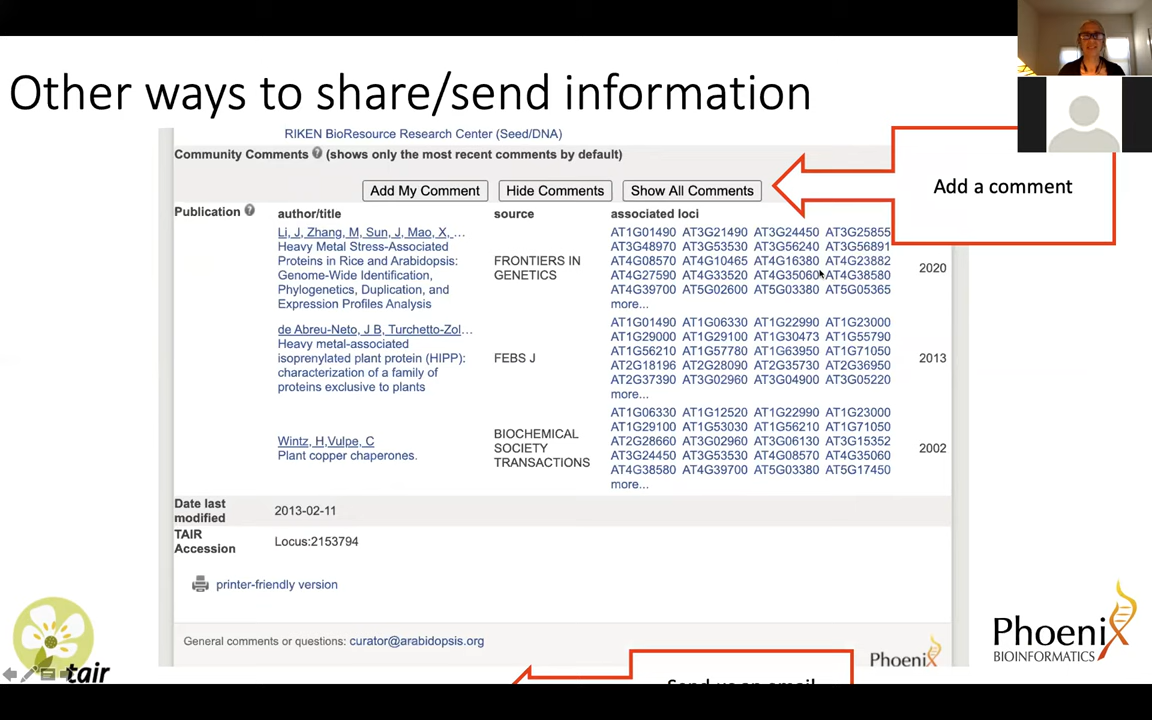 Other ways to share/send information
RIKEN BioResource Research Center (Seed/DNA)
Community Comments ? (shows only the most recent comments by default)
Add My Comment Hide Comments Show All Comments
Add a comment
Publication ? author/title source associated loci
Li, J, Zhang, M, Sun, J, Mao, X, ...
Heavy Metal Stress-Associated
Proteins in Rice and Arabidopsis:
Genome-Wide Identification,
Phylogenetics, Duplication, and
Expression Profiles Analysis
FRONTIERS IN
GENETICS
AT1G01490 AT3G21490 AT3G24450 AT3G25855
AT3G48970 AT3G53530 AT3G56240 AT3G56891
AT4G08570 AT4G10465 AT4G16380 AT4G23882
AT4G27590 AT4G33520 AT4G35060 AT4G38580
AT4G39700 AT5G02600 AT5G03380 AT5G05365
more...
2020
de Abreu-Neto, J B, Turchetto-Zol...
Heavy metal-associated
isoprenylated plant protein (HIPP):
characterization of a family of
proteins exclusive to plants
FEBS J
AT1G01490 AT1G06330 AT1G22990 AT1G23000
AT1G29000 AT1G29100 AT1G30473 AT1G55790
AT1G56210 AT1G57780 AT1G63950 AT1G71050
AT2G18196 AT2G28090 AT2G35730 AT2G36950
AT2G37390 AT3G02960 AT3G04900 AT3G05220
more...
2013
Wintz, H,Vulpe, C
Plant copper chaperones.
BIOCHEMICAL
SOCIETY
TRANSACTIONS
AT1G06330 AT1G12520 AT1G22990 AT1G23000
AT1G29100 AT1G53030 AT1G56210 AT1G71050
AT2G28660 AT3G02960 AT3G06130 AT3G15352
AT3G24450 AT3G53530 AT4G08570 AT4G35060
AT4G38580 AT4G39700 AT5G03380 AT5G17450
more...
2002
Date last
modified
2013-02-11
TAIR
Accession
Locus:2153794
printer-friendly version
General comments or questions: curator@arabidopsis.org
Phoenix
Send us an email
tair
Phoenix
BIOINFORMATICS